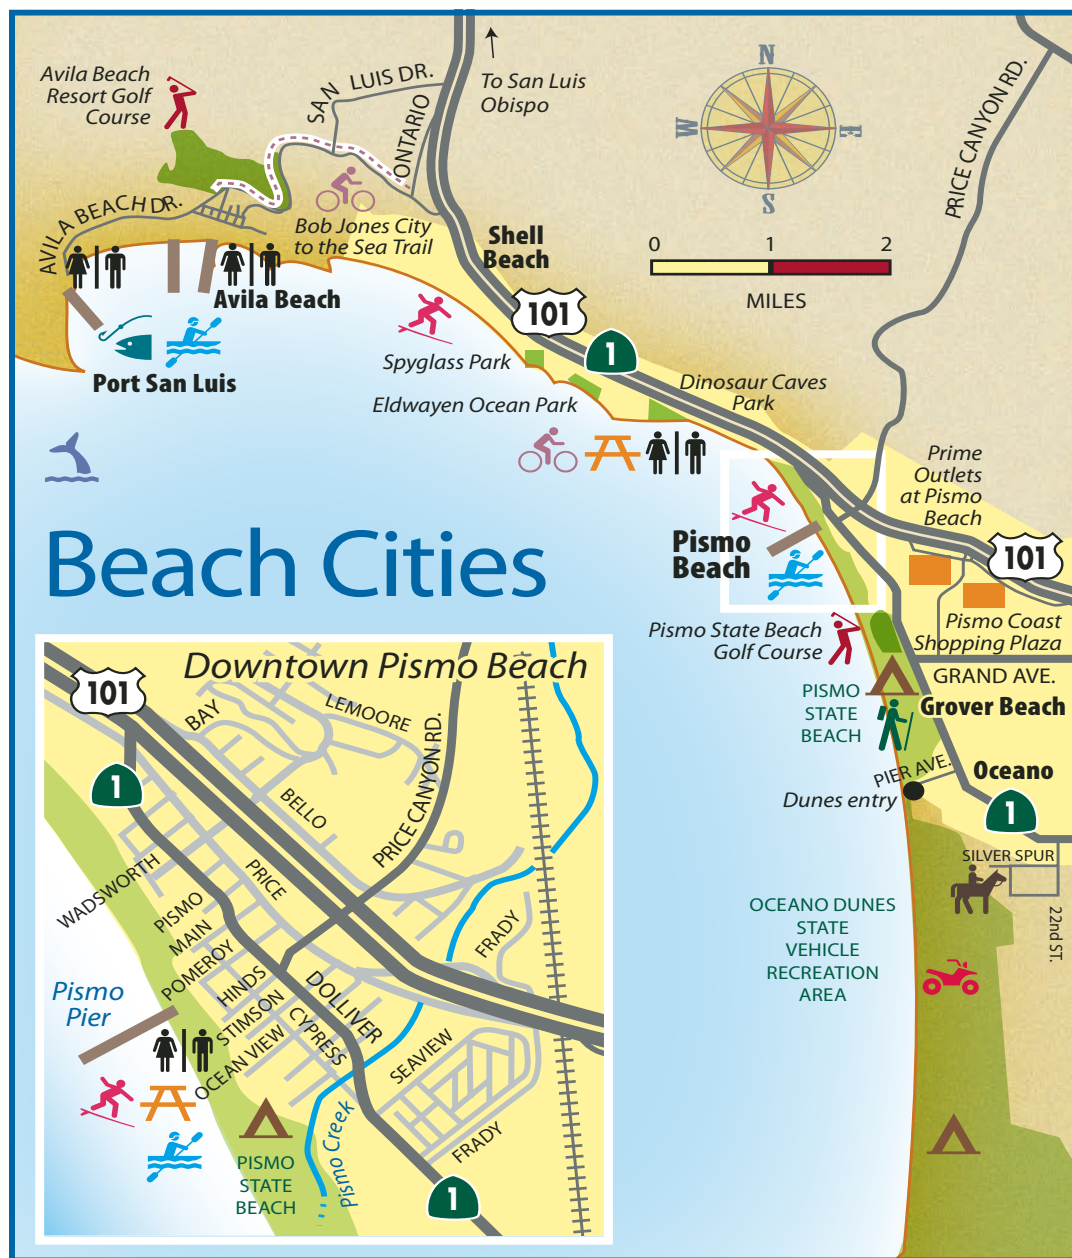 Avila Beach
Resort Golf
Course
SAN LUIS DR.
ONTARIO
To San Luis
Obispo
N
W
E
S
PRICE CANYON RD.
AVILA BEACH DR.
Bob Jones City
to the Sea Trail
Shell
Beach
0 1 2
MILES
Avila Beach
101
1
Port San Luis
Spyglass Park
Eldwayen Ocean Park
Dinosaur Caves
Park
Prime
Outlets
at Pismo
Beach
101
Beach Cities
Pismo
Beach
Pismo State Beach
Golf Course
Pismo Coast
Shopping Plaza
GRAND AVE.
PISMO
STATE
BEACH
Grover Beach
PIER AVE.
Oceano
Dunes entry
1
SILVER SPUR
22nd ST.
OCEANO DUNES
STATE
VEHICLE
RECREATION
AREA
Downtown Pismo Beach
101
BAY
LEMOORE
1
BELLO
PRICE CANYON RD.
PRICE
WADSWORTH
PISMO
MAIN
POMEROY
HINDS
STIMSON
OCEAN VIEW
CYPRESS
DOLLIVER
FRADY
SEAVIEW
FRADY
Pismo
Pier
PISMO
STATE
BEACH
Pismo Creek
1